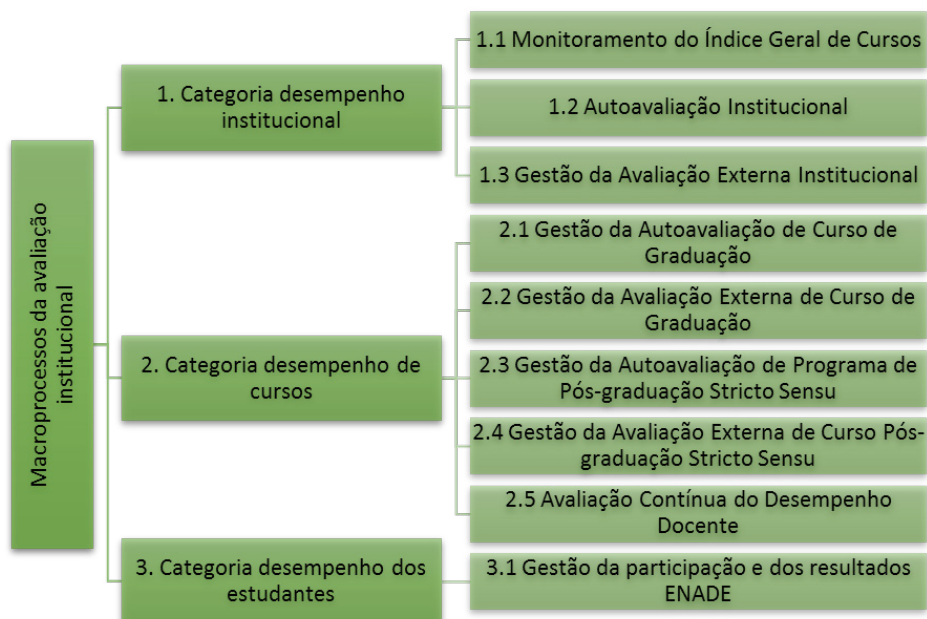 Macroprocessos da avaliação
institucional
1. Categoria desempenho
institucional
1.1 Monitoramento do Índice Geral de Cursos
1.2 Autoavaliação Institucional
1.3 Gestão da Avaliação Externa Institucional
2. Categoria desempenho de
cursos
2.1 Gestão da Autoavaliação de Curso de
Graduação
2.2 Gestão da Avaliação Externa de Curso de
Graduação
2.3 Gestão da Autoavaliação de Programa de
Pós-graduação Stricto Sensu
2.4 Gestão da Avaliação Externa de Curso Pós-
graduação Stricto Sensu
2.5 Avaliação Contínua do Desempenho
Docente
3. Categoria desempenho dos
estudantes
3.1 Gestão da participação e dos resultados
ENADE